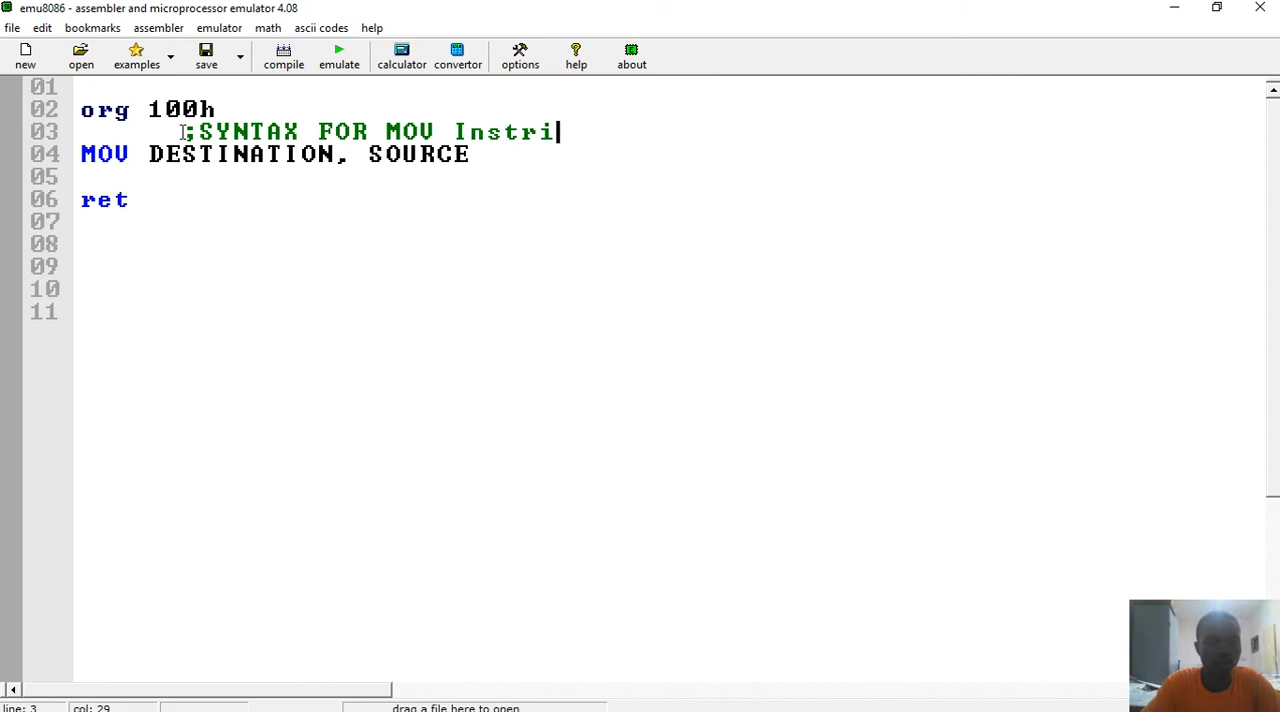 emu8086 - assembler and microprocessor emulator 4.08
file edit bookmarks assembler emulator math ascii codes help
new open examples save compile emulate calculator convertor options help about
01
02 org 100h
03 ;SYNTAX FOR MOV Instri
04 MOV DESTINATION, SOURCE
05
06 ret
07
08
09
10
11
line: 3 col: 29 drag a file here to open